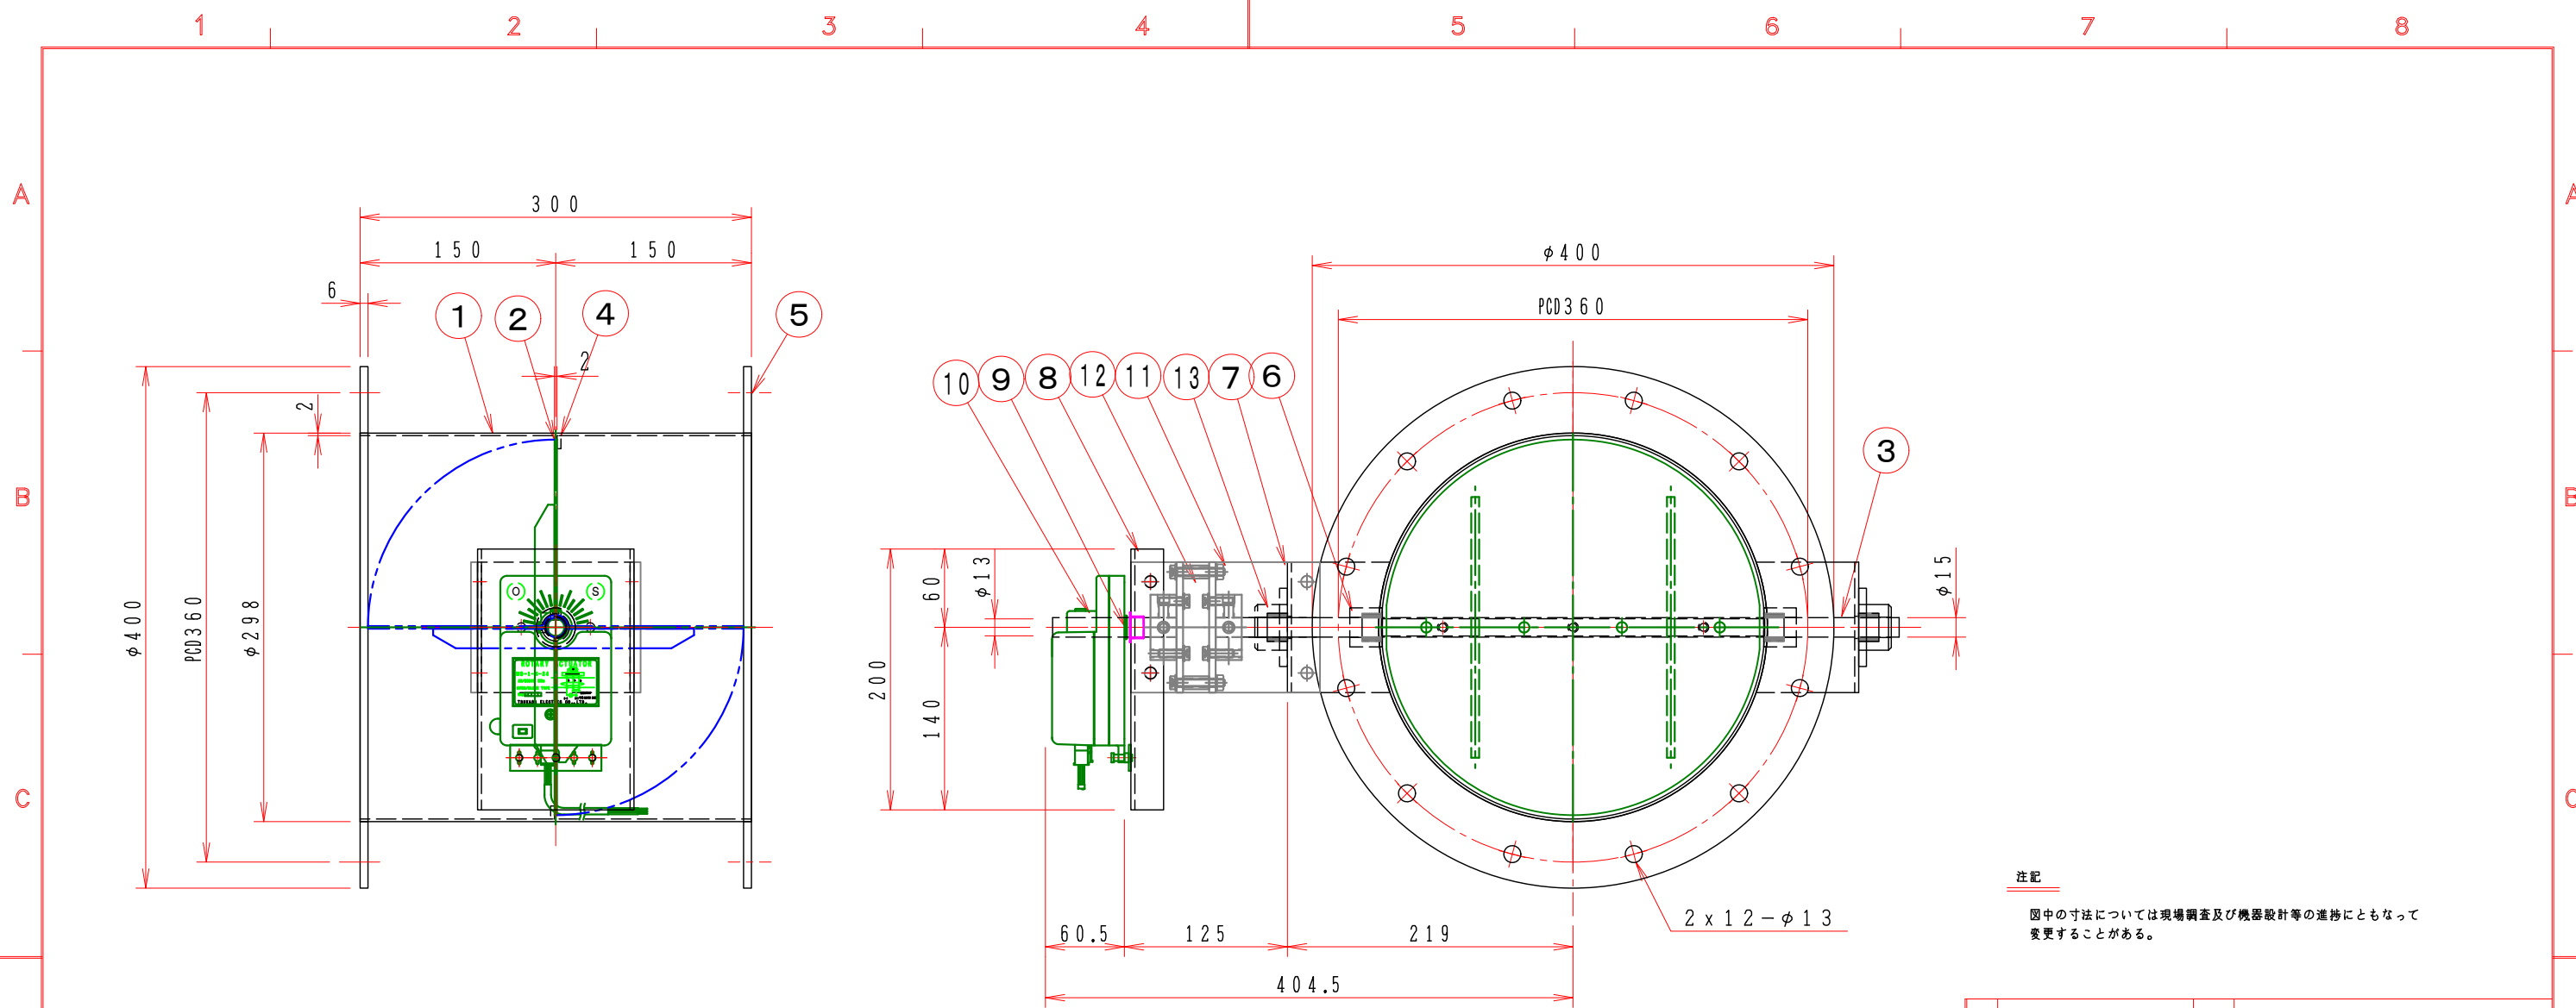 1 2 3 4 5 6 7 8
A A
300
150 150
6
φ400
PCD360
1 2 4 5
2
10 9 8 12 11 13 7 6
2
3
B B
φ400
PCD360
φ298
200
60
φ13
140
φ15
O S
ROTARY ACTUATOR
C C
2x12-φ13
60.5 125 219
404.5
注記
図中の寸法については現場調査及び機器設計等の進捗にともなって
変更することがある。